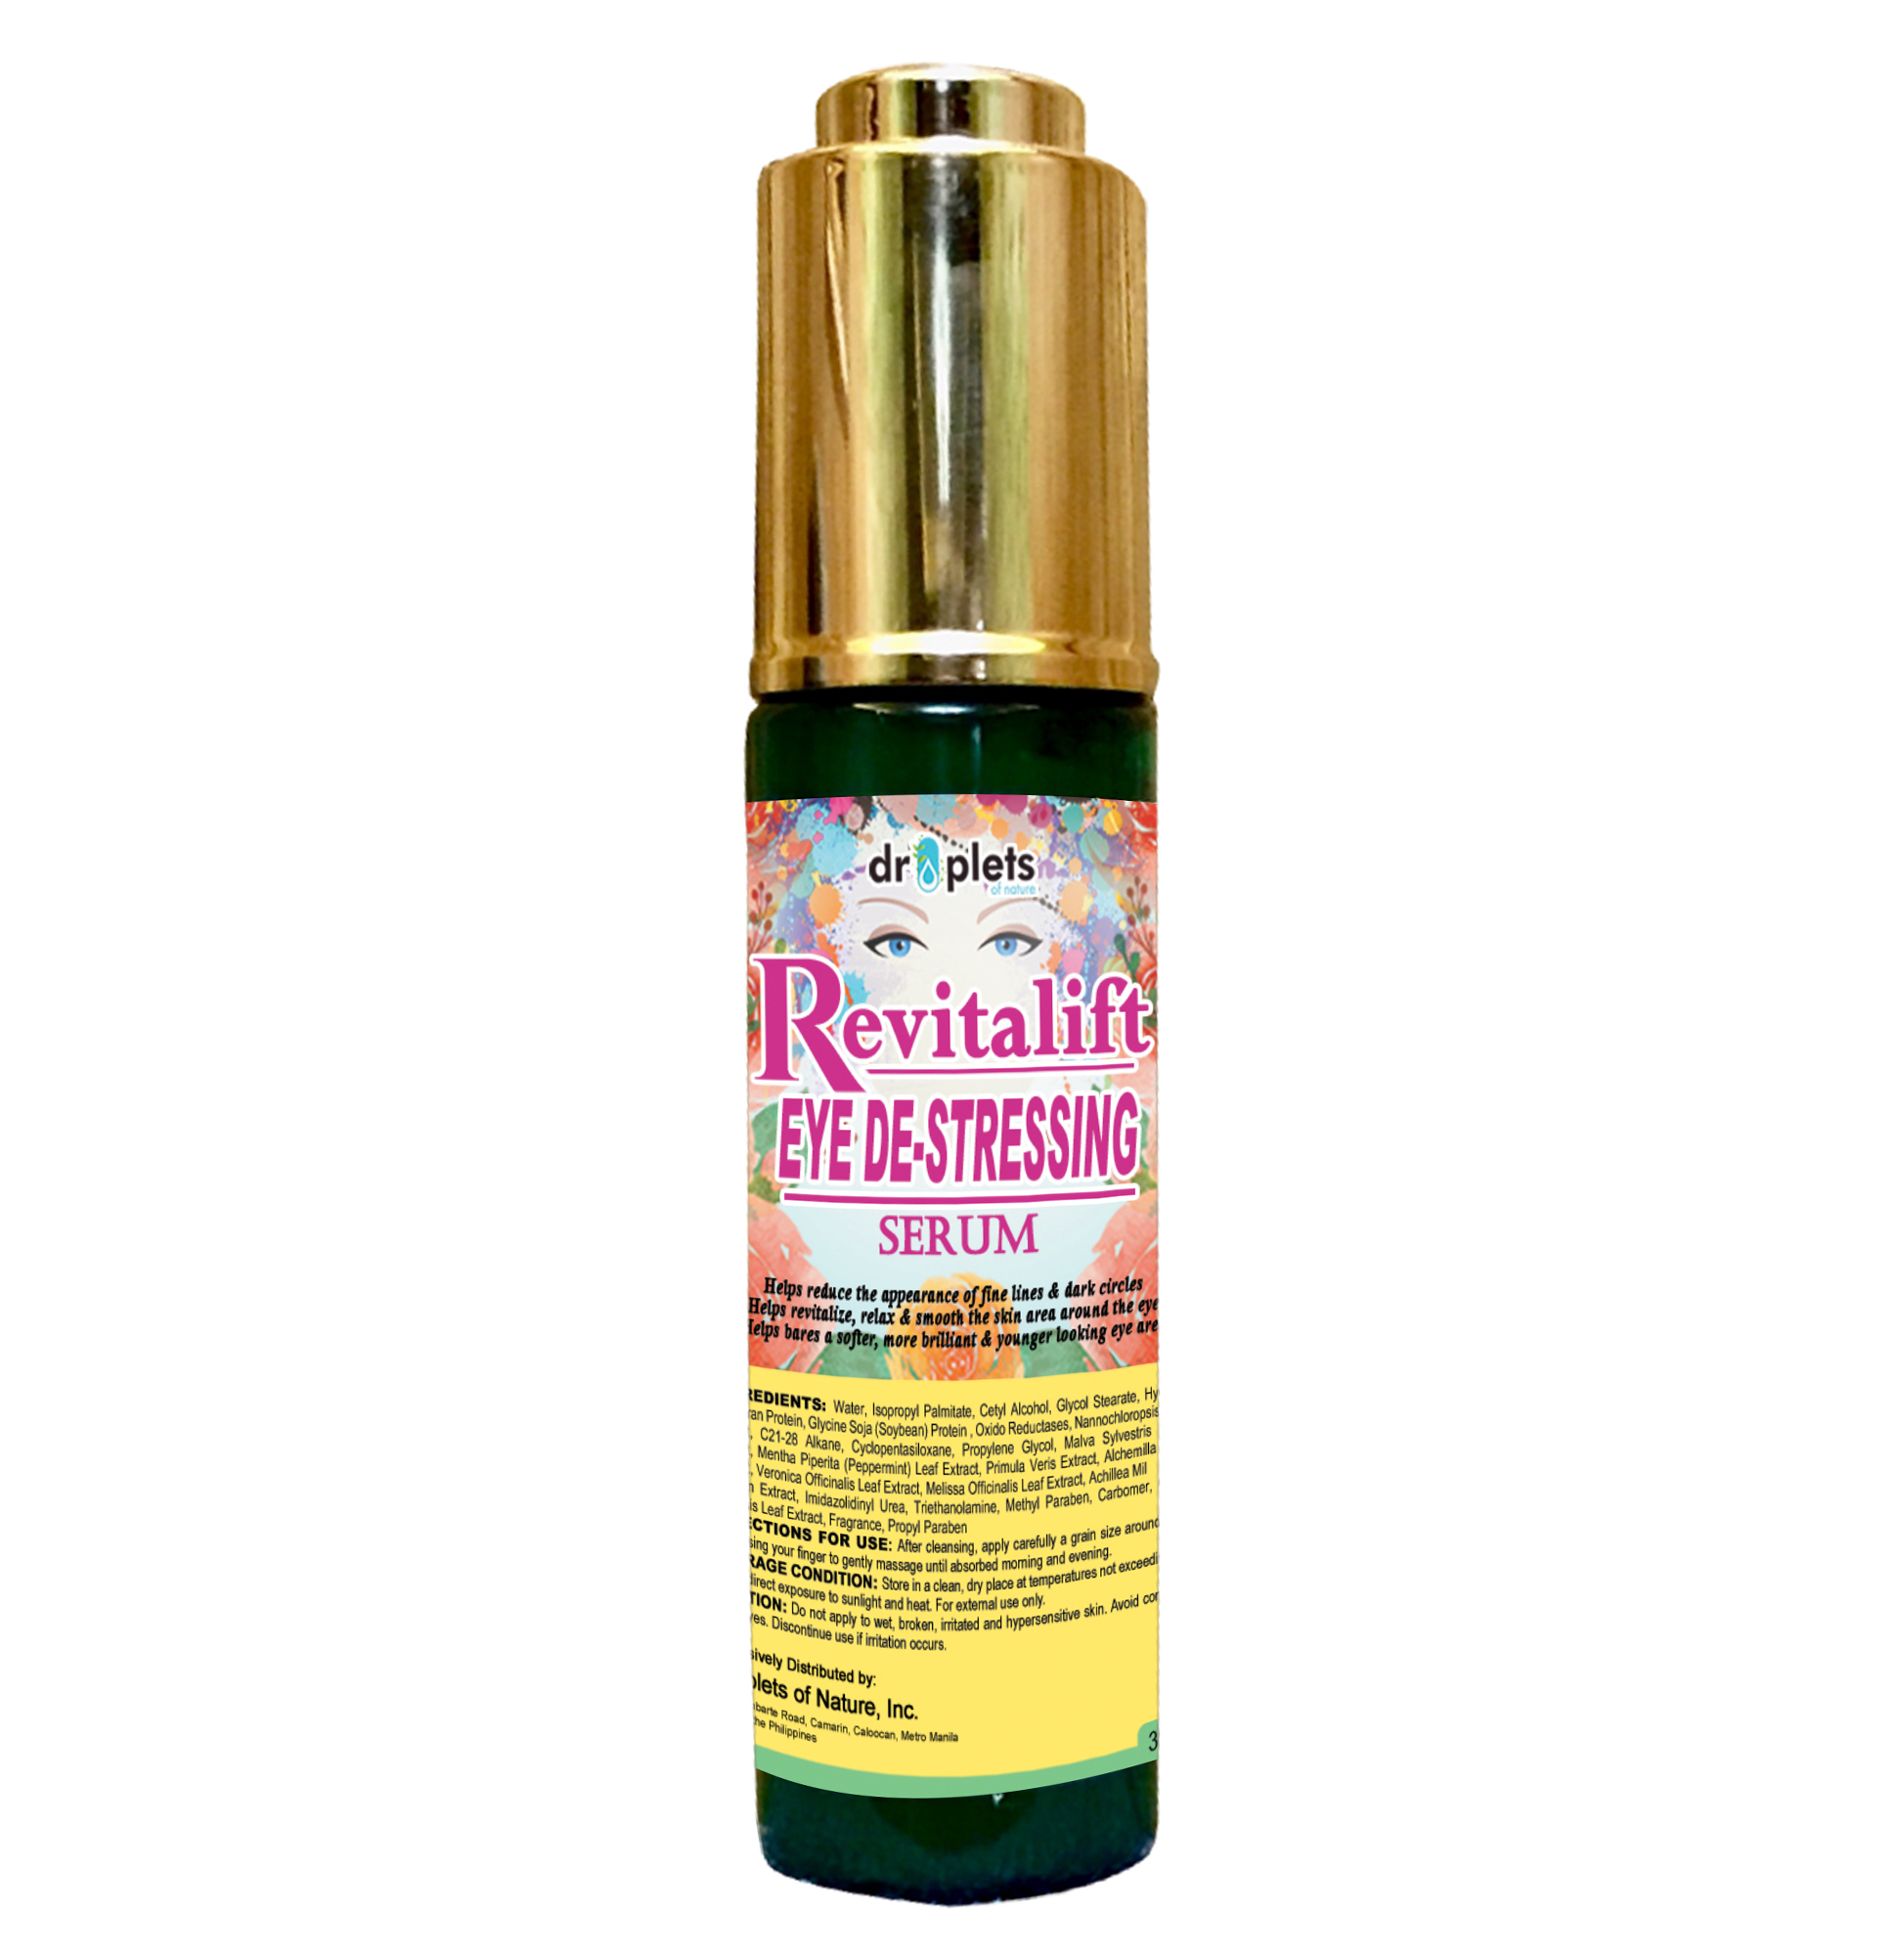 droplets
of nature
Revitalift
EYE DE-STRESSING
SERUM
Helps reduce the appearance of fine lines & dark circles
Helps revitalize, relax & smooth the skin area around the eye
Helps bares a softer, more brilliant & younger looking eye are
REDIENTS: Water, Isopropyl Palmitate, Cetyl Alcohol, Glycol Stearate, Hy
ran Protein, Glycine Soja (Soybean) Protein , Oxido Reductases, Nannochloropsis
, C21-28 Alkane, Cyclopentasiloxane, Propylene Glycol, Malva Sylvestris
, Mentha Piperita (Peppermint) Leaf Extract, Primula Veris Extract, Alchemilla
, Veronica Officinalis Leaf Extract, Melissa Officinalis Leaf Extract, Achillea Mil
n Extract, Imidazolidinyl Urea, Triethanolamine, Methyl Paraben, Carbomer,
is Leaf Extract, Fragrance, Propyl Paraben
ECTIONS FOR USE: After cleansing, apply carefully a grain size around
sing your finger to gently massage until absorbed morning and evening.
RAGE CONDITION: Store in a clean, dry place at temperatures not exceedi
direct exposure to sunlight and heat. For external use only.
TION: Do not apply to wet, broken, irritated and hypersensitive skin. Avoid con
yes. Discontinue use if irritation occurs.
sively Distributed by:
plets of Nature, Inc.
barte Road, Camarin, Caloocan, Metro Manila
the Philippines
3